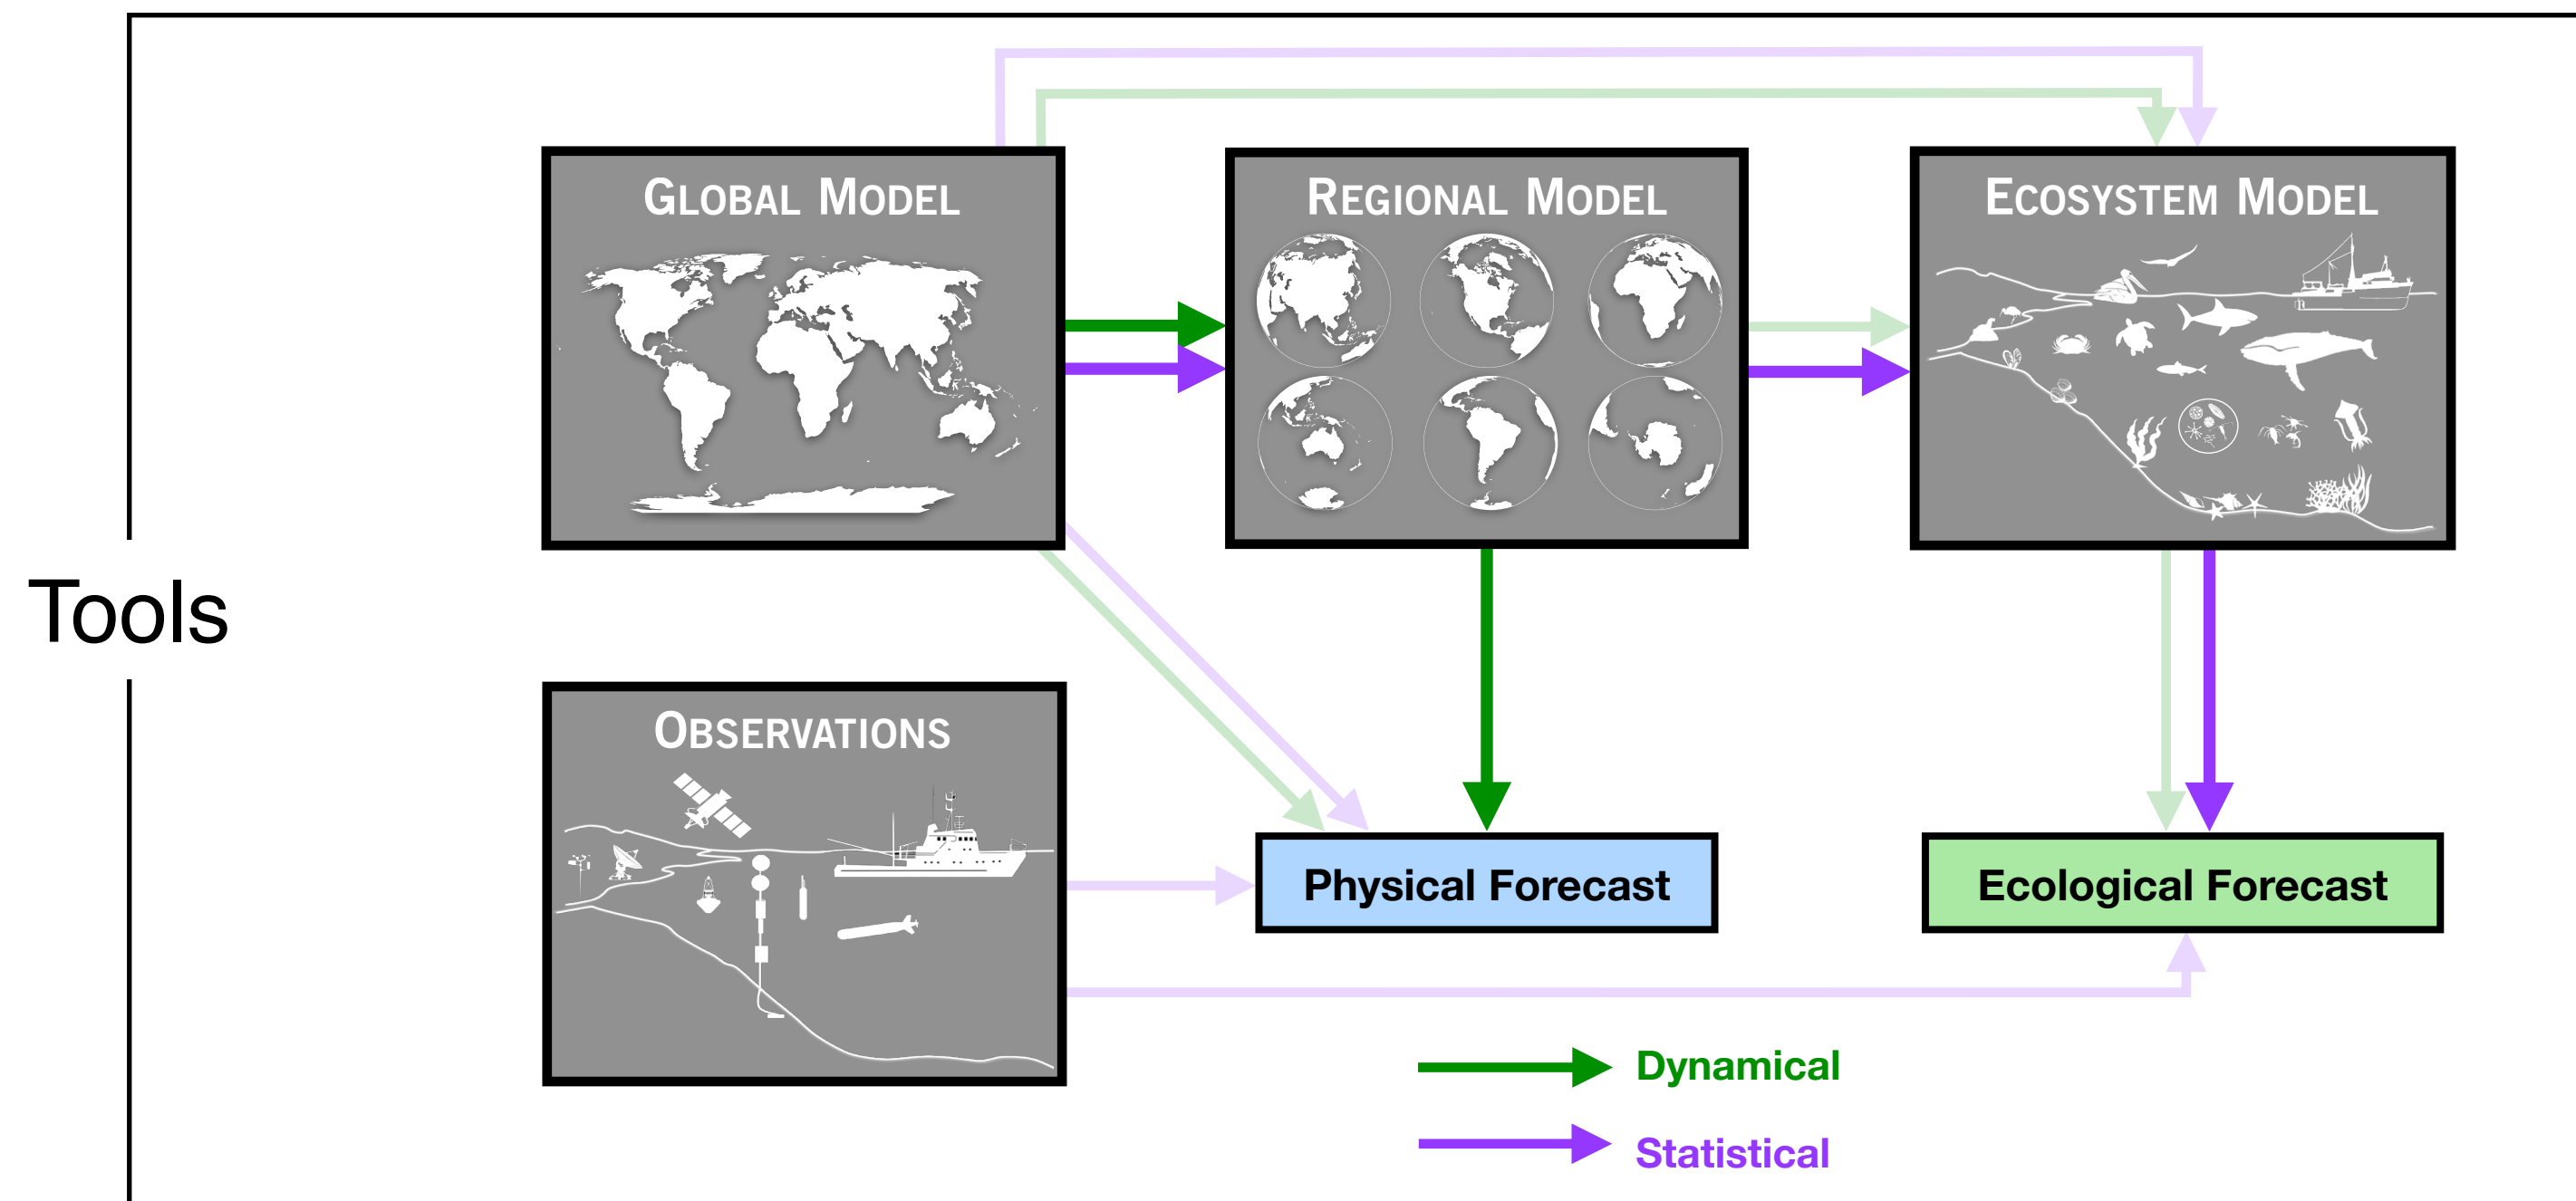 GLOBAL MODEL
REGIONAL MODEL
ECOSYSTEM MODEL
Tools
OBSERVATIONS
Physical Forecast
Ecological Forecast
Dynamical
Statistical